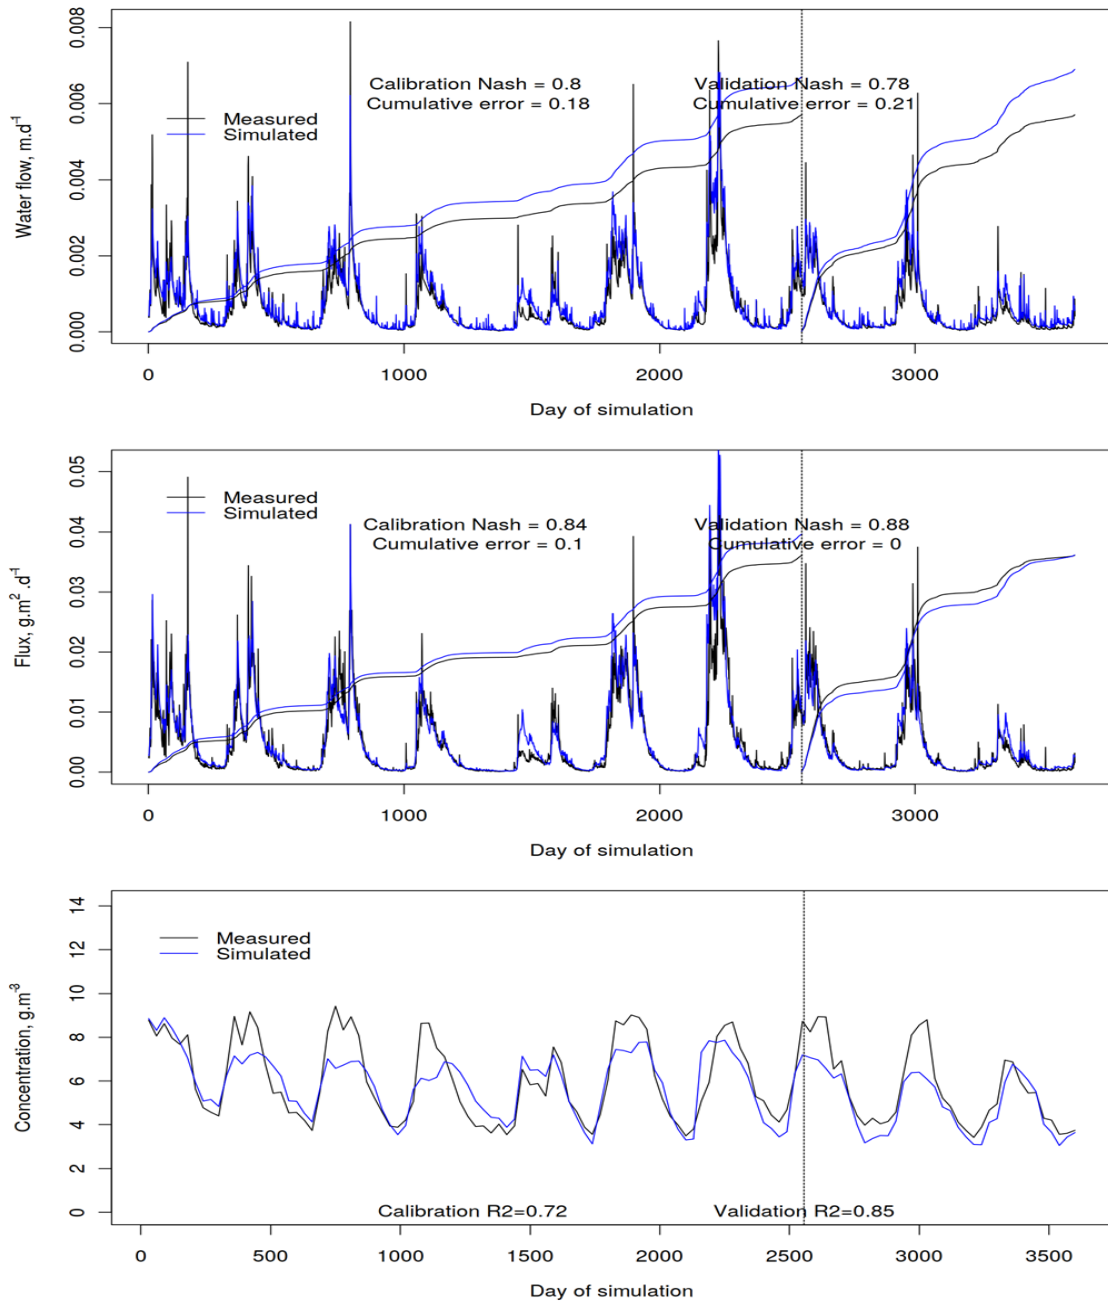 Water flow, m.d-1
0.000
0.002
0.004
0.006
0.008
Calibration Nash = 0.8
Cumulative error = 0.18
Validation Nash = 0.78
Cumulative error = 0.21
Measured
Simulated
0
1000
2000
3000
Day of simulation
Flux, g.m2 .d-1
0.00
0.01
0.02
0.03
0.04
0.05
Measured
Simulated
Calibration Nash = 0.84
Cumulative error = 0.1
Validation Nash = 0.88
Cumulative error = 0
0
1000
2000
3000
Day of simulation
Concentration, g.m-3
0
2
4
6
8
10
12
14
Measured
Simulated
Calibration R2=0.72
Validation R2=0.85
0
500
1000
1500
2000
2500
3000
3500
Day of simulation